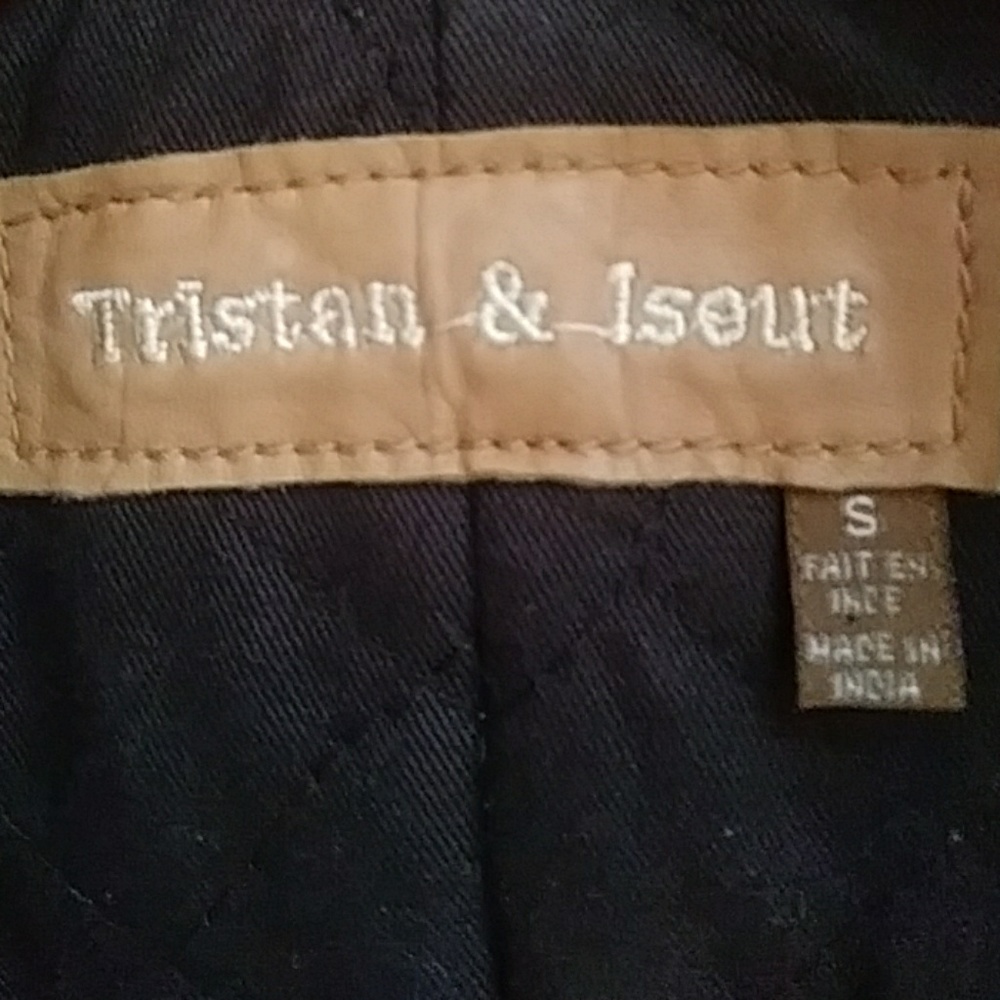 Tristan & Iseut
S
FAIT EN
INDE
MADE IN
INDIA